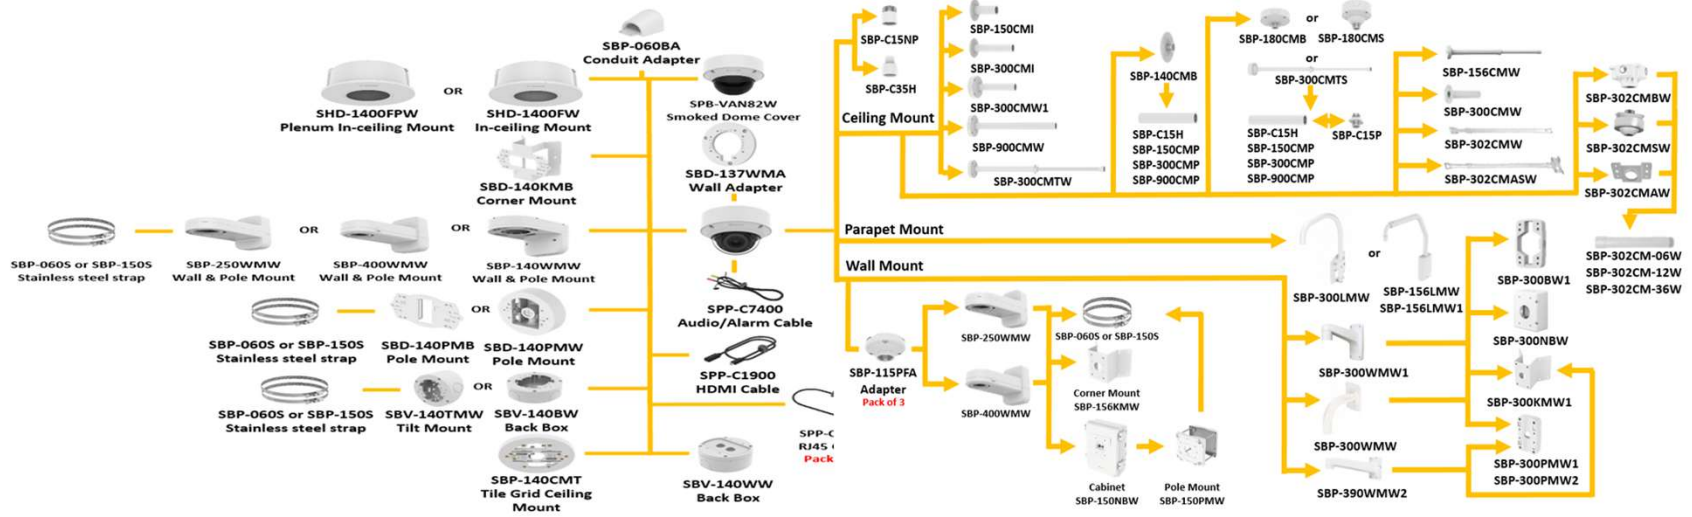 SBP-060BA
Conduit Adapter
SHD-1400FPW
Plenum In-ceiling Mount
OR
SHD-1400FW
In-ceiling Mount
SPB-VAN82W
Smoked Dome Cover
SBD-140KMB
Corner Mount
SBD-137WMA
Wall Adapter
SBP-060S or SBP-150S
Stainless steel strap
SBP-250WMW
Wall & Pole Mount
OR
SBP-400WMW
Wall & Pole Mount
OR
SBP-140WMW
Wall & Pole Mount
SPP-C7400
Audio/Alarm Cable
SBP-060S or SBP-150S
Stainless steel strap
SBD-140PMB
Pole Mount
OR
SBD-140PMW
Pole Mount
SPP-C1900
HDMI Cable
SBP-060S or SBP-150S
Stainless steel strap
SBV-140TMW
Tilt Mount
OR
SBV-140BW
Back Box
SPP-C
RJ45
Pack
SBP-140CMT
Tile Grid Ceiling
Mount
SBV-140WW
Back Box
Ceiling Mount
SBP-C15NP
SBP-C35H
SBP-150CMI
SBP-300CMI
SBP-300CMW1
SBP-900CMW
SBP-300CMTW
SBP-140CMB
SBP-C15H
SBP-150CMP
SBP-300CMP
SBP-900CMP
SBP-180CMB
or
SBP-180CMS
or
SBP-300CMTS
SBP-C15H
SBP-150CMP
SBP-300CMP
SBP-900CMP
SBP-C15P
SBP-156CMW
SBP-300CMW
SBP-302CMW
SBP-302CMASW
SBP-302CMBW
SBP-302CMSW
SBP-302CMAW
SBP-302CM-06W
SBP-302CM-12W
SBP-302CM-36W
Parapet Mount
SBP-300LMW
or
SBP-156LMW
SBP-156LMW1
Wall Mount
SBP-115PFA
Adapter
Pack of 3
SBP-250WMW
SBP-400WMW
SBP-060S or SBP-150S
Corner Mount
SBP-156KMW
Cabinet
SBP-150NBW
Pole Mount
SBP-150PMW
SBP-300WMW1
SBP-300WMW
SBP-390WMW2
SBP-300BW1
SBP-300NBW
SBP-300KMW1
SBP-300PMW1
SBP-300PMW2